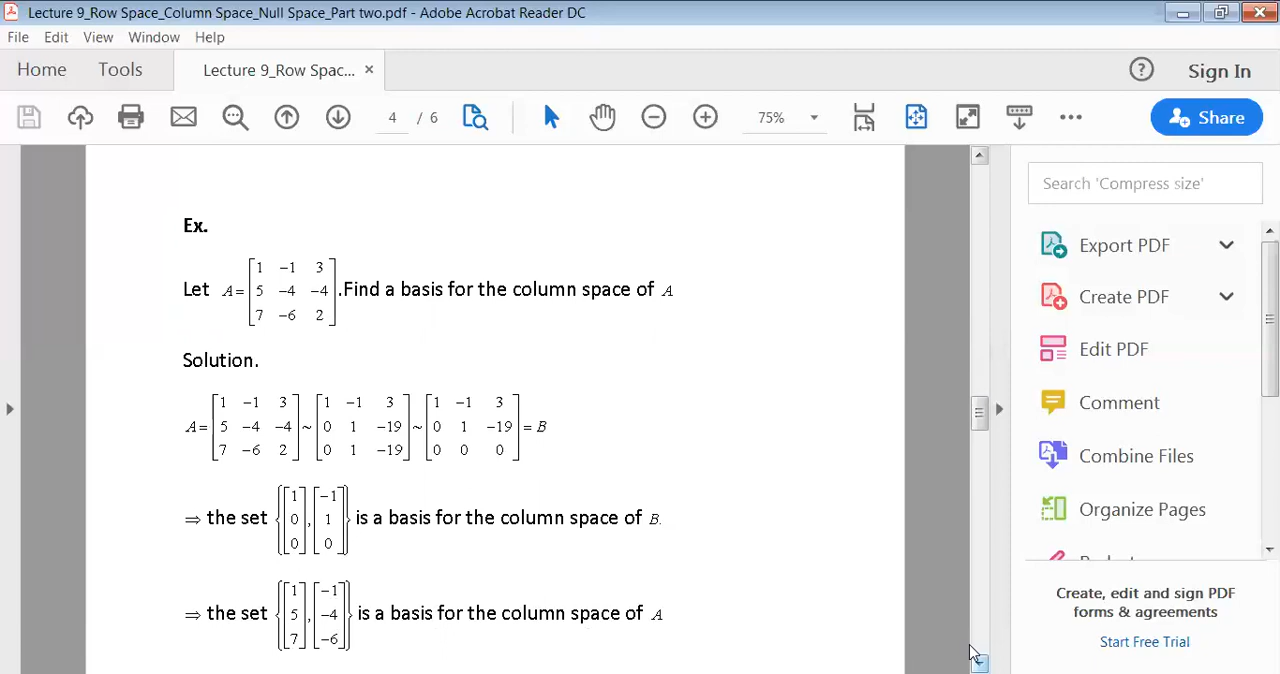 Lecture 9_Row Space_Column Space_Null Space_Part two.pdf - Adobe Acrobat Reader DC
File Edit View Window Help
Home Tools Lecture 9_Row Spac... × Sign In
4 / 6 75% Share
Search 'Compress size'
Export PDF
Create PDF
Edit PDF
Comment
Combine Files
Organize Pages
Create, edit and sign PDF
forms & agreements
Start Free Trial
Ex.
Let A= [1 −1 3; 5 −4 −4; 7 −6 2] .Find a basis for the column space of A
Solution.
A= [1 −1 3; 5 −4 −4; 7 −6 2] ~ [1 −1 3; 0 1 −19; 0 1 −19] ~ [1 −1 3; 0 1 −19; 0 0 0] = B
⇒ the set {[1; 0; 0], [−1; 1; 0]} is a basis for the column space of B.
⇒ the set {[1; 5; 7], [−1; −4; −6]} is a basis for the column space of A